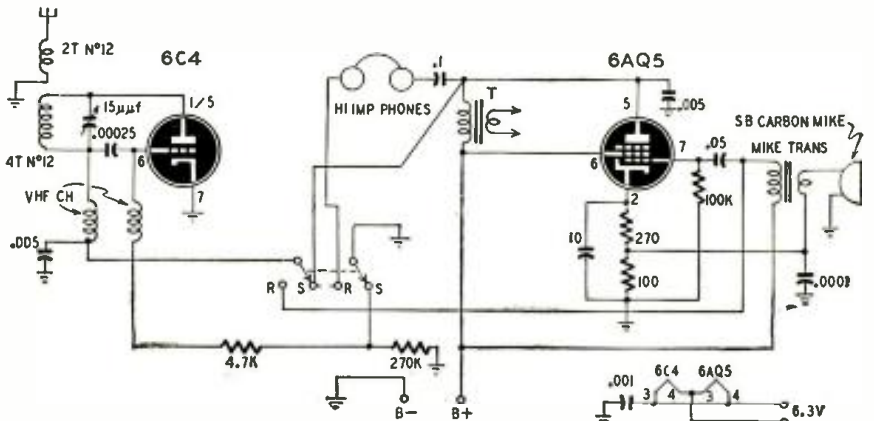 2T Nº12
6C4
6AQ5
.1
HI IMP PHONES
T
.005
15μμf
1/5
.00025
6
4T Nº12
7
VHF CH
.005
5
6
7
.05
2
100K
SB CARBON MIKE
MIKE TRANS
10
270
100
R
S
R
S
4.7K
270K
B-
B+
.001
6C4
6AQ5
3
4
3
4
6.3V